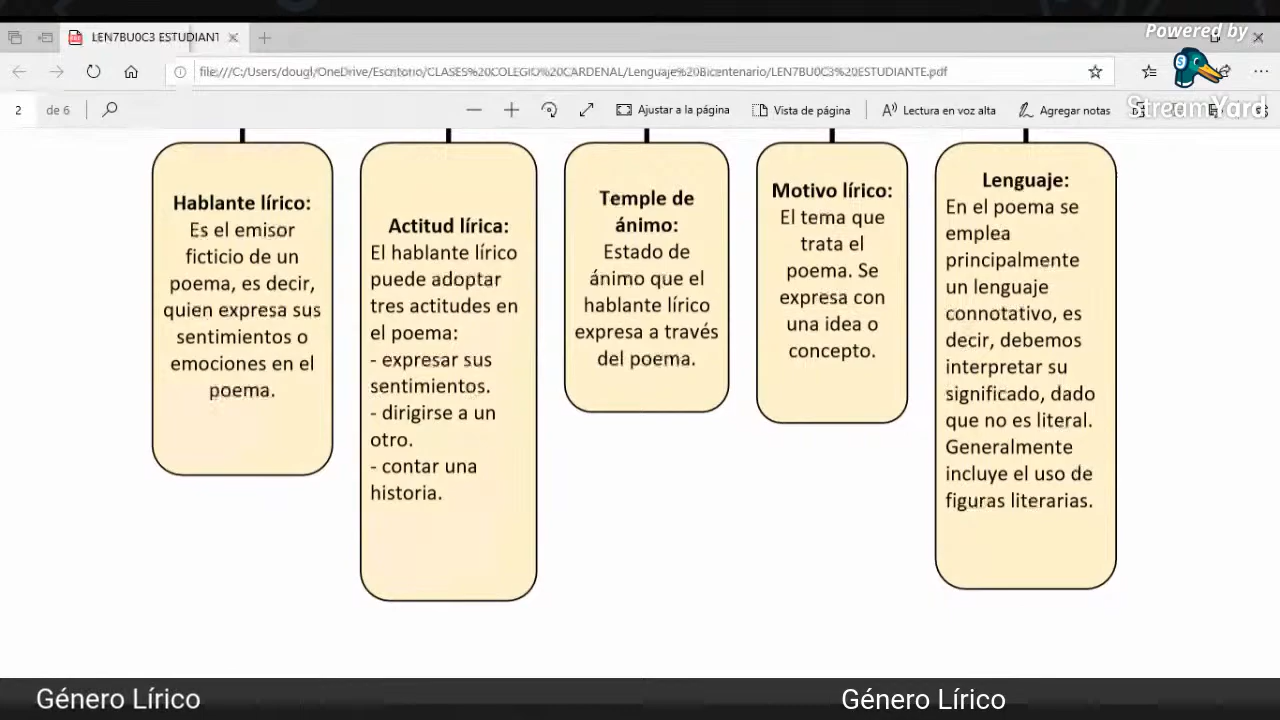 Powered by
LEN7BU0C3 ESTUDIANT
file:///C:/Users/dougl/OneDrive/Escritorio/CLASES%20COLEGIO%20CARDENAL/Lenguaje%20Bicentenario/LEN7BU0C3%20ESTUDIANTE.pdf
StreamYard
2 de 6
Ajustar a la página
Vista de página
Lectura en voz alta
Agregar notas
Hablante lírico:
Es el emisor
ficticio de un
poema, es decir,
quien expresa sus
sentimientos o
emociones en el
poema.
Actitud lírica:
El hablante lírico
puede adoptar
tres actitudes en
el poema:
- expresar sus
sentimientos.
- dirigirse a un
otro.
- contar una
historia.
Temple de
ánimo:
Estado de
ánimo que el
hablante lírico
expresa a través
del poema.
Motivo lírico:
El tema que
trata el
poema. Se
expresa con
una idea o
concepto.
Lenguaje:
En el poema se
emplea
principalmente
un lenguaje
connotativo, es
decir, debemos
interpretar su
significado, dado
que no es literal.
Generalmente
incluye el uso de
figuras literarias.
Género Lírico
Género Lírico